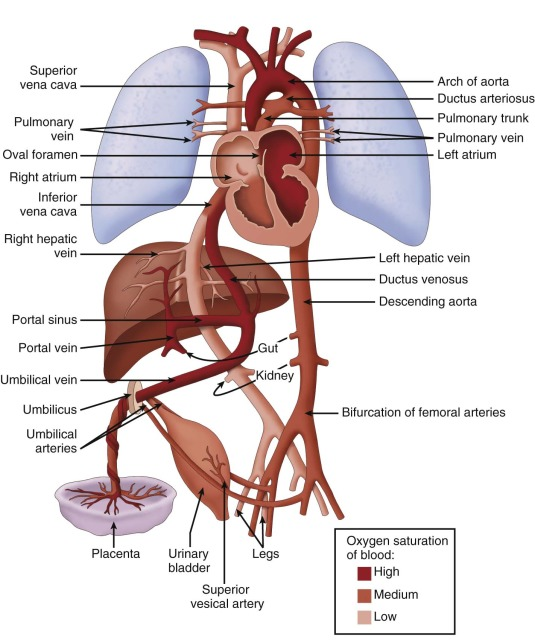 Superior
vena cava
Arch of aorta
Ductus arteriosus
Pulmonary trunk
Pulmonary
vein
Pulmonary vein
Oval foramen
Left atrium
Right atrium
Inferior
vena cava
Right hepatic
vein
Left hepatic vein
Ductus venosus
Descending aorta
Portal sinus
Portal vein
Gut
Umbilical vein
Kidney
Umbilicus
Bifurcation of femoral arteries
Umbilical
arteries
Placenta
Urinary
bladder
Legs
Superior
vesical artery
Oxygen saturation
of blood:
High
Medium
Low